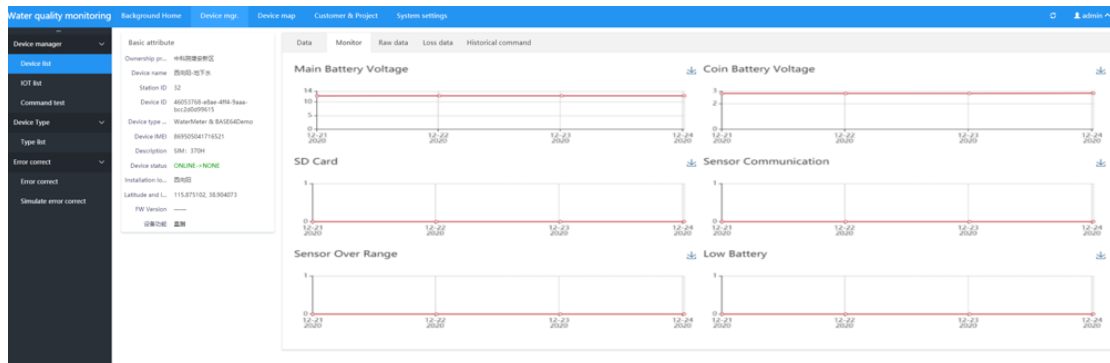 Water quality monitoring
Background Home
Device mgr.
Device map
Customer & Project
System settings
admin
Device manager
Device list
IOT list
Command test
Device Type
Type list
Error correct
Error correct
Simulate error correct
Basic attribute
Ownership pr...
Device name
Station ID 32
Device ID 46053768-e8ae-4ff4-9aaa-
bcc2d0d99615
Device type ... WaterMeter & BASE64Demo
Device IMEI 869505041716521
Description SIM: 370H
Device status ONLINE->NONE
Installation lo... 西向阳
Latitude and l... 115.875102, 38.904073
FW Version ——
设备功能 监测
Data
Monitor
Raw data
Loss data
Historical command
Main Battery Voltage
14
10
5
0
12-21
2020
12-22
2020
12-23
2020
12-24
2020
Coin Battery Voltage
3
2
0
12-21
2020
12-22
2020
12-23
2020
12-24
2020
SD Card
1
0
12-21
2020
12-22
2020
12-23
2020
12-24
2020
Sensor Communication
1
0
12-21
2020
12-22
2020
12-23
2020
12-24
2020
Sensor Over Range
1
0
12-21
2020
12-22
2020
12-23
2020
12-24
2020
Low Battery
1
0
12-21
2020
12-22
2020
12-23
2020
12-24
2020